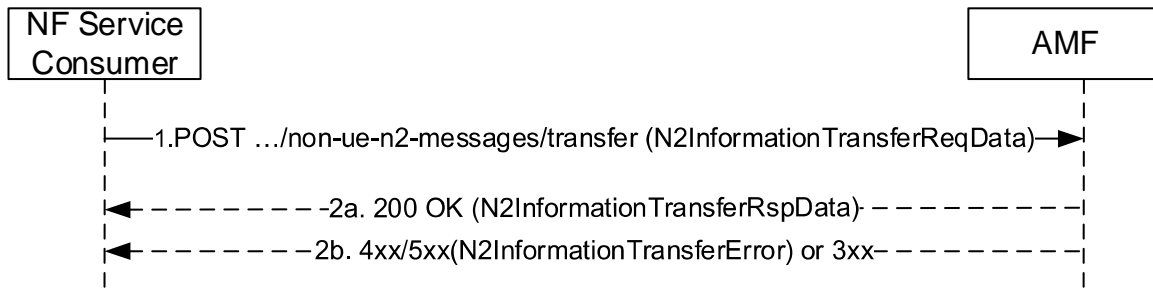 NF Service
Consumer
AMF
1.POST …/non-ue-n2-messages/transfer (N2InformationTransferReqData)
2a. 200 OK (N2InformationTransferRspData)
2b. 4xx/5xx(N2InformationTransferError) or 3xx